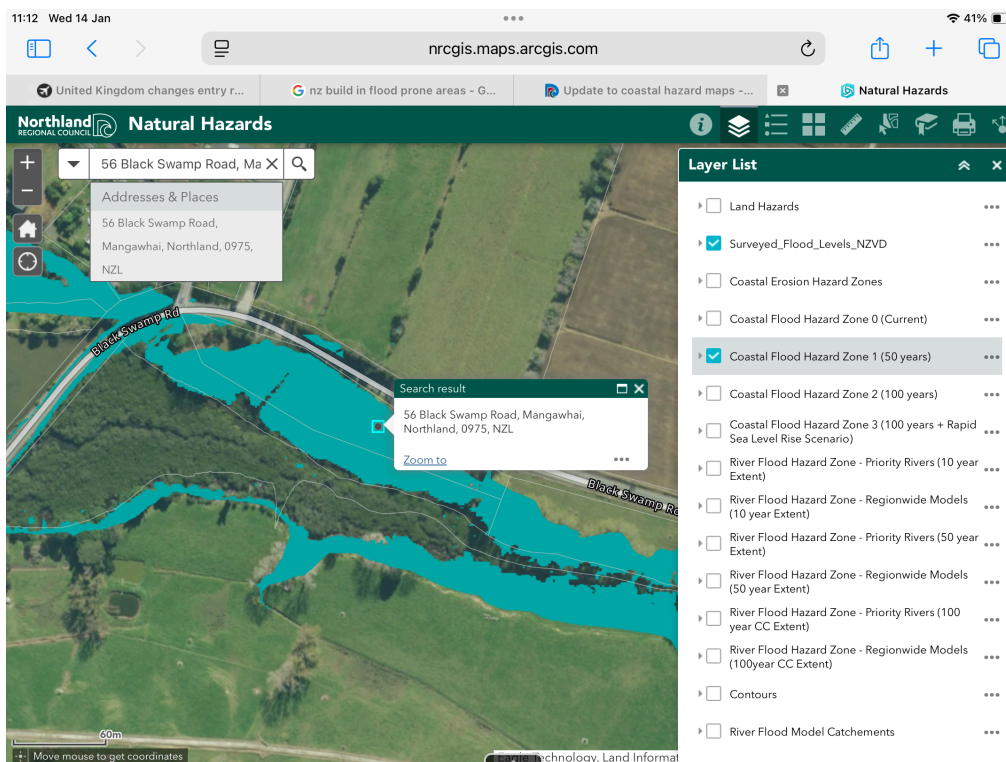 11:12 Wed 14 Jan
41%
nrcgis.maps.arcgis.com
United Kingdom changes entry r...
nz build in flood prone areas - G...
Update to coastal hazard maps -...
Natural Hazards
Northland
REGIONAL COUNCIL
Natural Hazards
56 Black Swamp Road, Ma
Addresses & Places
56 Black Swamp Road,
Mangawhai, Northland, 0975,
NZL
Black Swamp Rd
Search result
56 Black Swamp Road, Mangawhai,
Northland, 0975, NZL
Zoom to
Black Swamp Rd
60m
Move mouse to get coordinates
Eagle Technology, Land Informat
Layer List
Land Hazards
Surveyed_Flood_Levels_NZVD
Coastal Erosion Hazard Zones
Coastal Flood Hazard Zone 0 (Current)
Coastal Flood Hazard Zone 1 (50 years)
Coastal Flood Hazard Zone 2 (100 years)
Coastal Flood Hazard Zone 3 (100 years + Rapid
Sea Level Rise Scenario)
River Flood Hazard Zone - Priority Rivers (10 year
Extent)
River Flood Hazard Zone - Regionwide Models
(10 year Extent)
River Flood Hazard Zone - Priority Rivers (50 year
Extent)
River Flood Hazard Zone - Regionwide Models
(50 year Extent)
River Flood Hazard Zone - Priority Rivers (100
year CC Extent)
River Flood Hazard Zone - Regionwide Models
(100year CC Extent)
Contours
River Flood Model Catchements